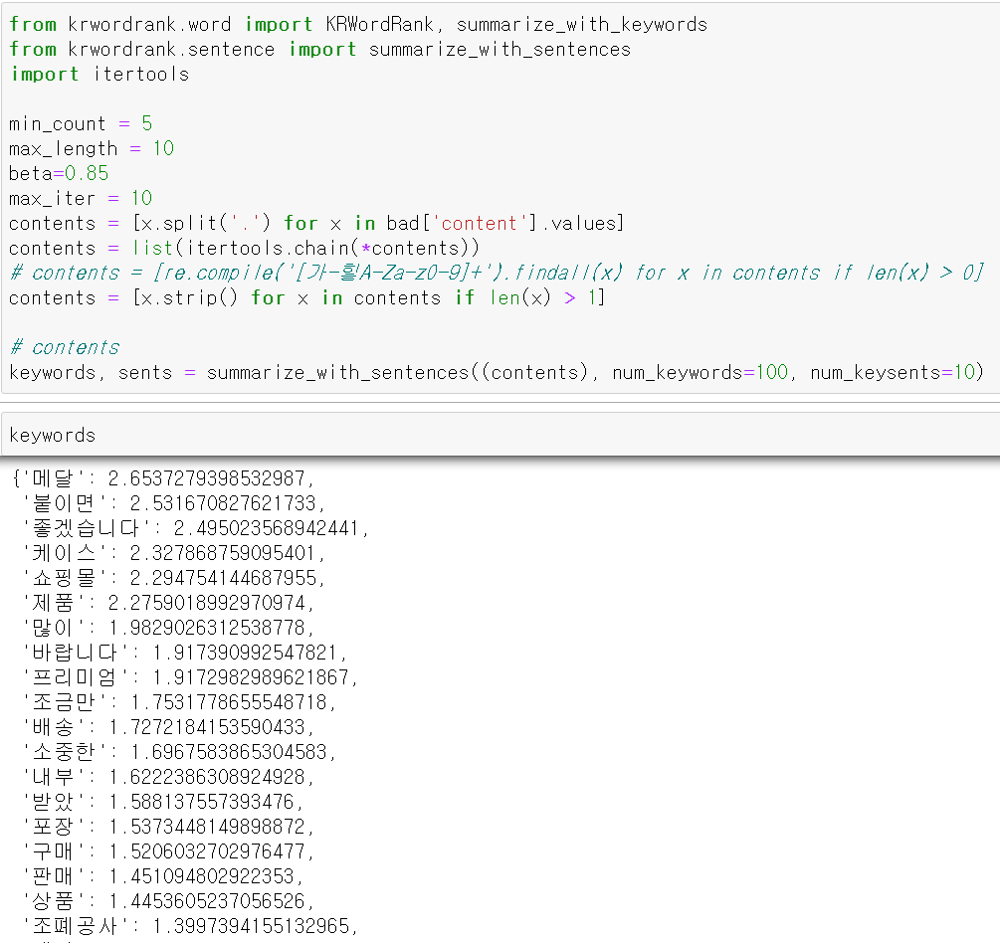 from krwordrank.word import KRWordRank, summarize_with_keywords
from krwordrank.sentence import summarize_with_sentences
import itertools
min_count = 5
max_length = 10
beta=0.85
max_iter = 10
contents = [x.split('.') for x in bad['content'].values]
contents = list(itertools.chain(*contents))
# contents = [re.compile('[가-힣A-Za-z0-9]+').findall(x) for x in contents if len(x) > 0]
contents = [x.strip() for x in contents if len(x) > 1]
# contents
keywords, sents = summarize_with_sentences((contents), num_keywords=100, num_keysents=10)
keywords
{'메달': 2.6537279398532987,
'붙이면': 2.531670827621733,
'좋겠습니다': 2.495023568942441,
'케이스': 2.327868759095401,
'쇼핑몰': 2.294754144687955,
'제품': 2.2759018992970974,
'많이': 1.9829026312538778,
'바랍니다': 1.917390992547821,
'프리미엄': 1.9172982989621867,
'조금만': 1.7531778655548718,
'배송': 1.7272184153590433,
'소중한': 1.6967583865304583,
'내부': 1.6222386308924928,
'받았': 1.588137557393476,
'포장': 1.5373448149898872,
'구매': 1.5206032702976477,
'판매': 1.451094802922353,
'상품': 1.4453605237056526,
'조폐공사': 1.3997394155132965,